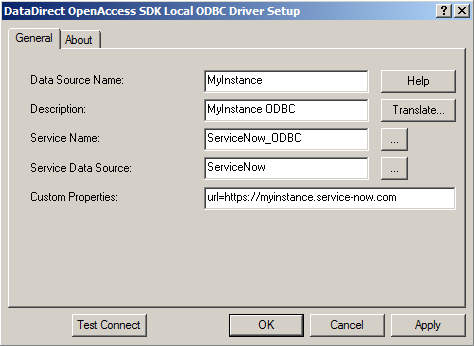 DataDirect OpenAccess SDK Local ODBC Driver Setup
General About
Data Source Name: MyInstance Help
Description: MyInstance ODBC Translate...
Service Name: ServiceNow_ODBC ...
Service Data Source: ServiceNow ...
Custom Properties: url=https://myinstance.service-now.com
Test Connect OK Cancel Apply